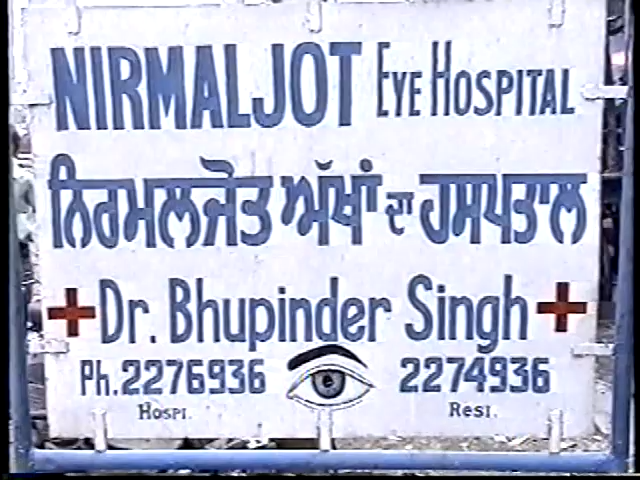 NIRMALJOT EYE HOSPITAL
ਨਿਰਮਲਜੋਤ ਅੱਖਾਂ ਦਾ ਹਸਪਤਾਲ
Dr. Bhupinder Singh
Ph. 2276936 2274936
HOSPI. RESI.